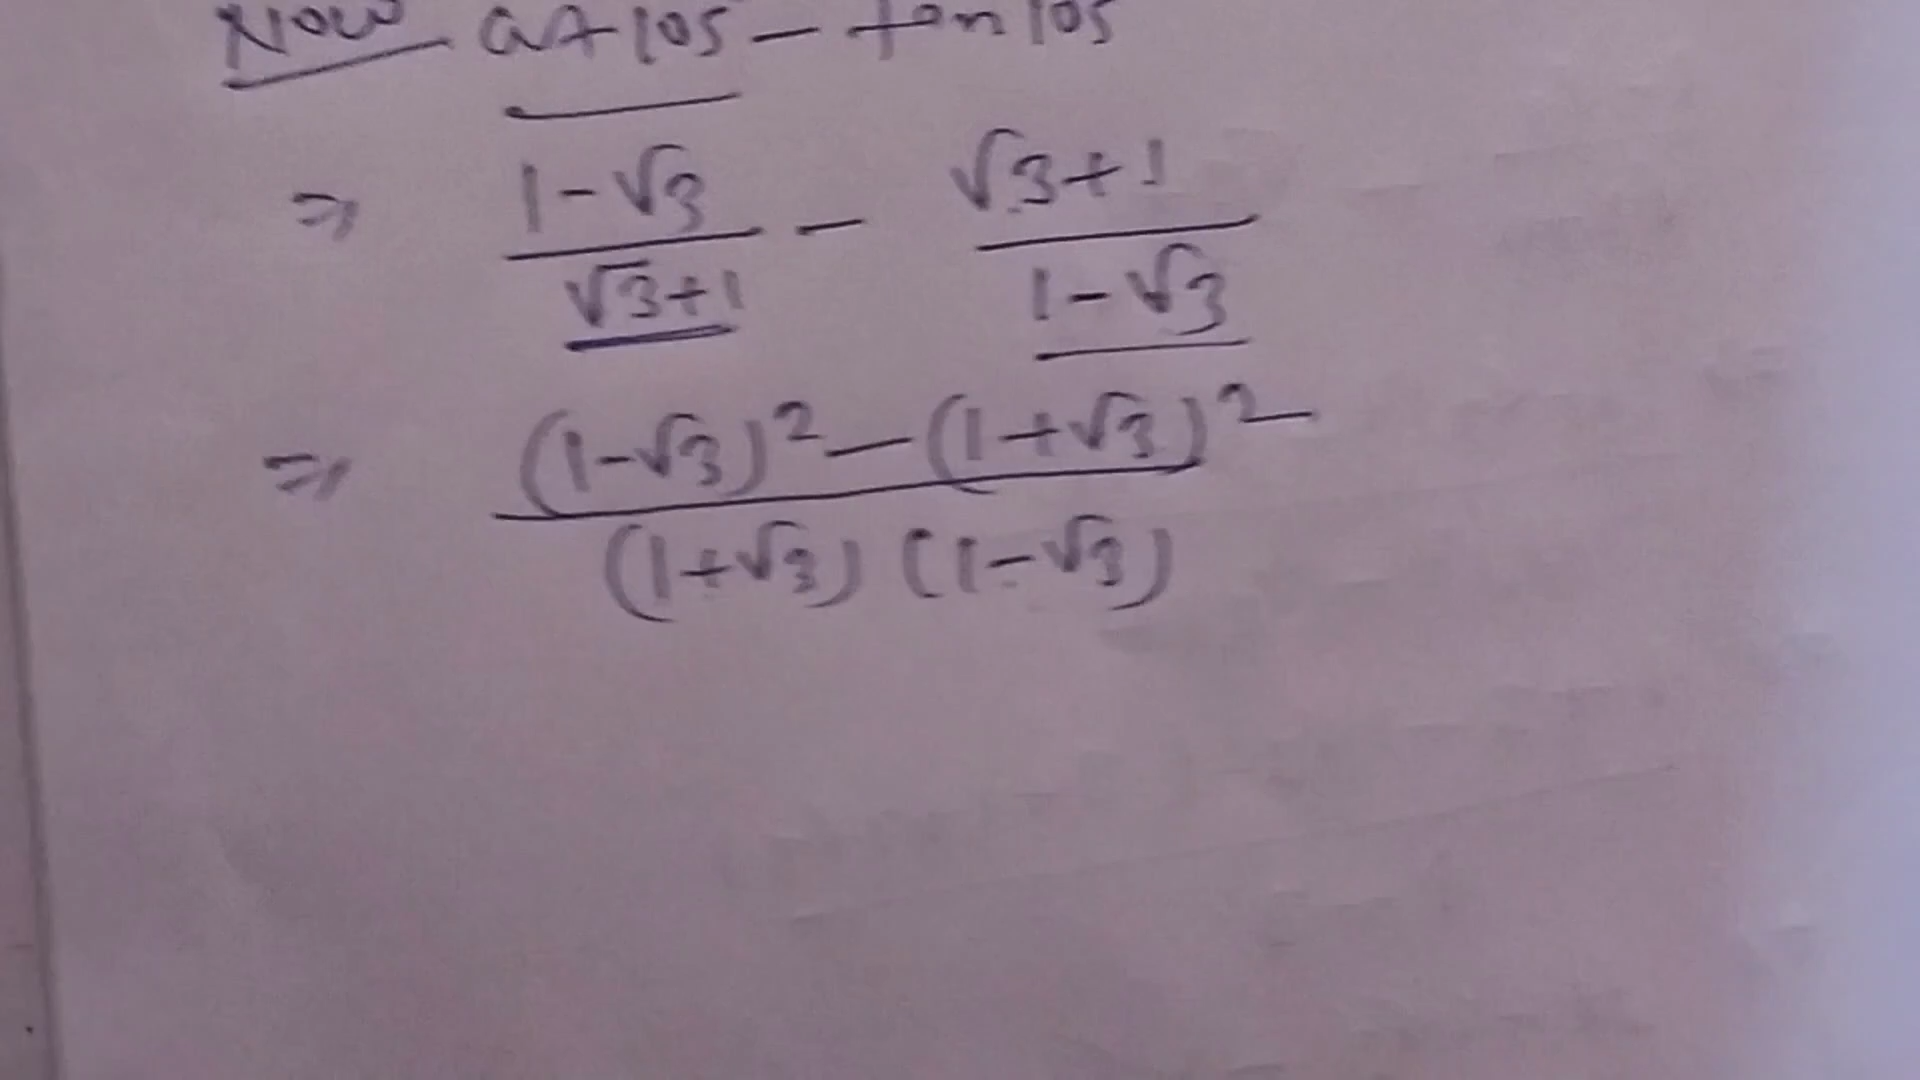 Now cot 105 - tan 105
⇒ (1-√3)/(√3+1) - (√3+1)/(1-√3)
⇒ ((1-√3)² - (1+√3)²)/((1+√3)(1-√3))